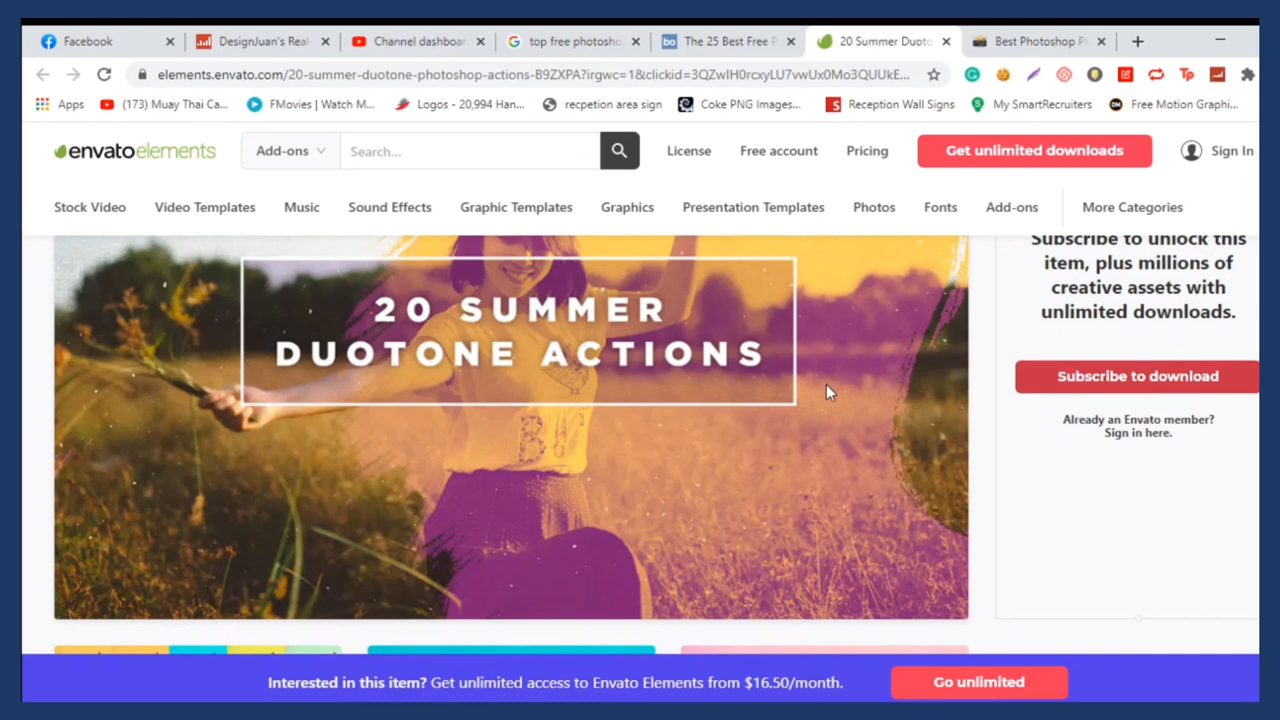 Facebook
DesignJuan's Real-
Channel dashboar
top free photosho
The 25 Best Free P
20 Summer Duoto
Best Photoshop Pl
elements.envato.com/20-summer-duotone-photoshop-actions-B9ZXPA?irgwc=1&clickid=3QZwIH0rcxyLU7vwUx0Mo3QUUkE...
Apps
(173) Muay Thai Ca...
FMovies | Watch M...
Logos - 20,994 Han...
recpetion area sign
Coke PNG Images...
Reception Wall Signs
My SmartRecruiters
Free Motion Graphi...
envatoelements
Add-ons
Search...
License
Free account
Pricing
Get unlimited downloads
Sign In
Stock Video
Video Templates
Music
Sound Effects
Graphic Templates
Graphics
Presentation Templates
Photos
Fonts
Add-ons
More Categories
20 SUMMER
DUOTONE ACTIONS
Subscribe to unlock this
item, plus millions of
creative assets with
unlimited downloads.
Subscribe to download
Already an Envato member?
Sign in here.
Interested in this item? Get unlimited access to Envato Elements from $16.50/month.
Go unlimited